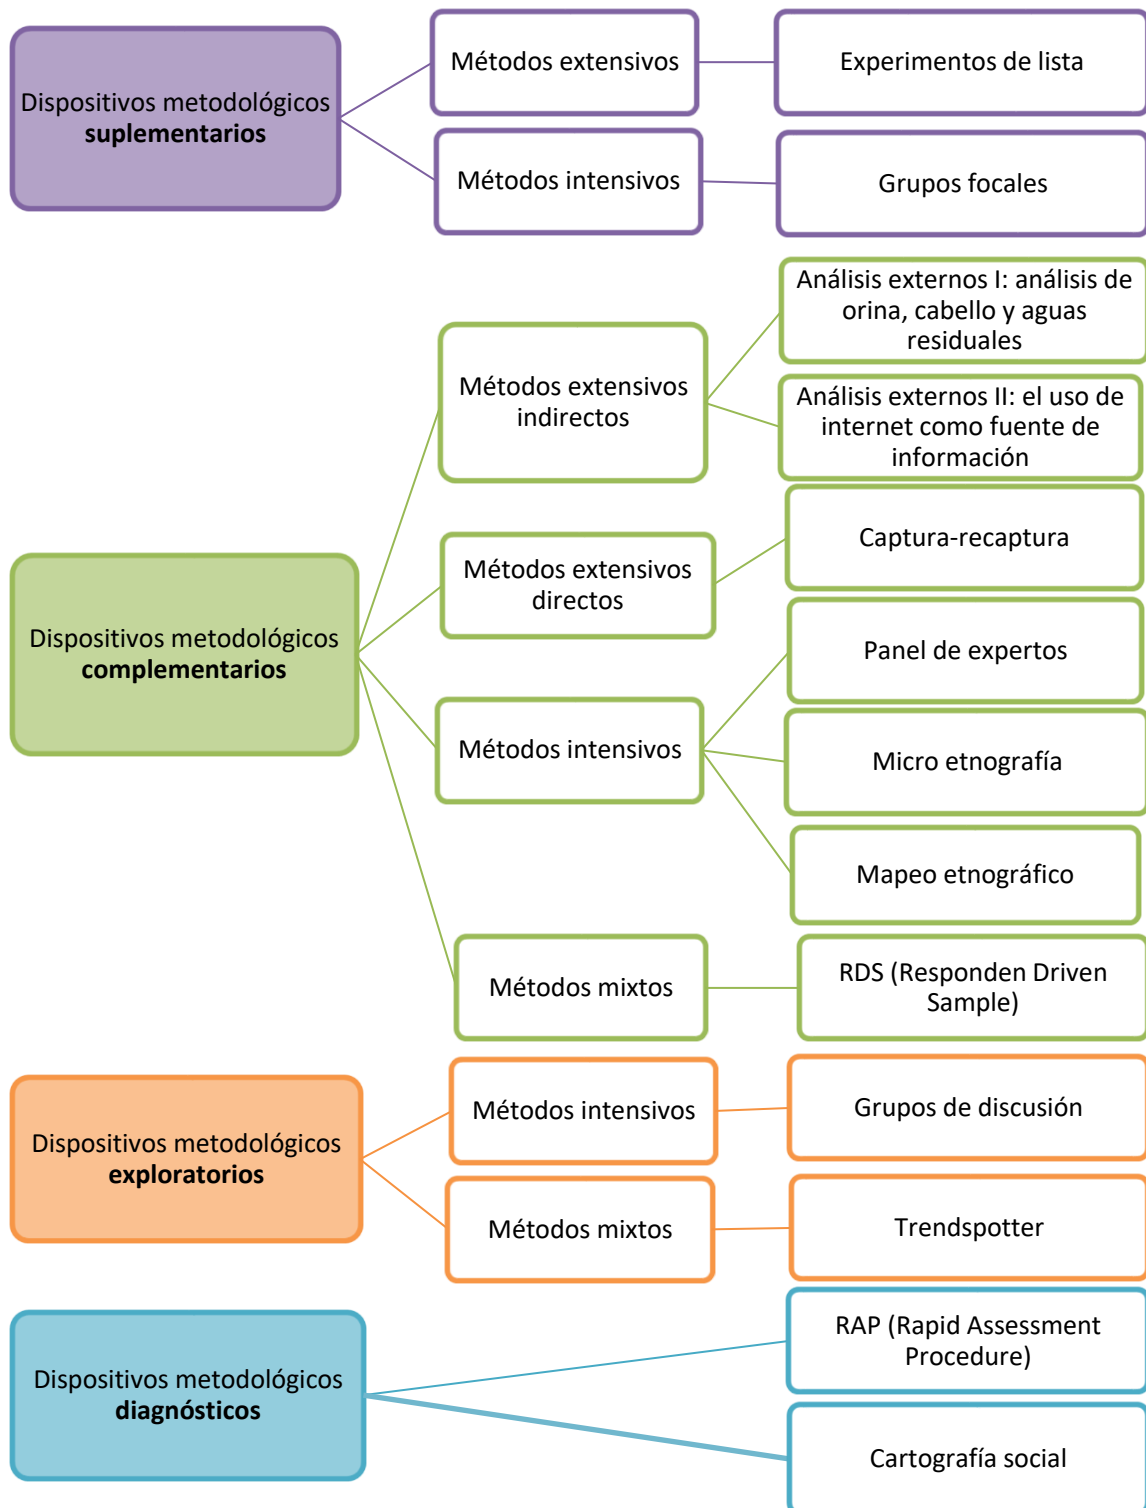 Dispositivos metodológicos
suplementarios
Métodos extensivos
Experimentos de lista
Métodos intensivos
Grupos focales
Dispositivos metodológicos
complementarios
Métodos extensivos
indirectos
Análisis externos I: análisis de
orina, cabello y aguas
residuales
Análisis externos II: el uso de
internet como fuente de
información
Métodos extensivos
directos
Captura-recaptura
Métodos intensivos
Panel de expertos
Micro etnografía
Mapeo etnográfico
Métodos mixtos
RDS (Responden Driven
Sample)
Dispositivos metodológicos
exploratorios
Métodos intensivos
Grupos de discusión
Métodos mixtos
Trendspotter
Dispositivos metodológicos
diagnósticos
RAP (Rapid Assessment
Procedure)
Cartografía social